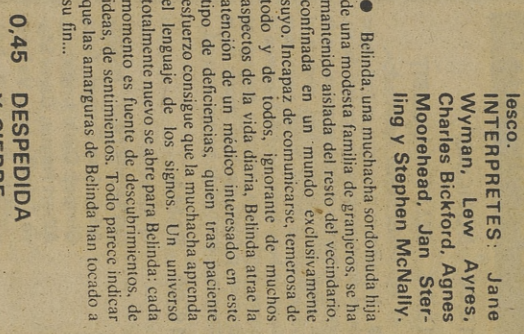 lesco.
INTERPRETES: Jane
Wyman, Lew Ayres,
Charles Bickford, Agnes
Moorehead, Jan Ster-
ling y Stephen McNally.
● Belinda, una muchacha sordomuda hija
de una modesta familia de granjeros, se ha
mantenido aislada del resto del vecindario,
confinada en un mundo exclusivamente
suyo. Incapaz de comunicarse, temerosa de
todo y de todos, ignorante de muchos
aspectos de la vida diaria, Belinda atrae la
atención de un médico interesado en este
tipo de deficiencias, quien tras paciente
esfuerzo consigue que la muchacha aprenda
el lenguaje de los signos. Un universo
totalmente nuevo se abre para Belinda: cada
momento es fuente de descubrimientos, de
ideas, de sentimientos. Todo parece indicar
que las amarguras de Belinda han tocado a
su fin...
0,45 DESPEDIDA
Y CIERRE